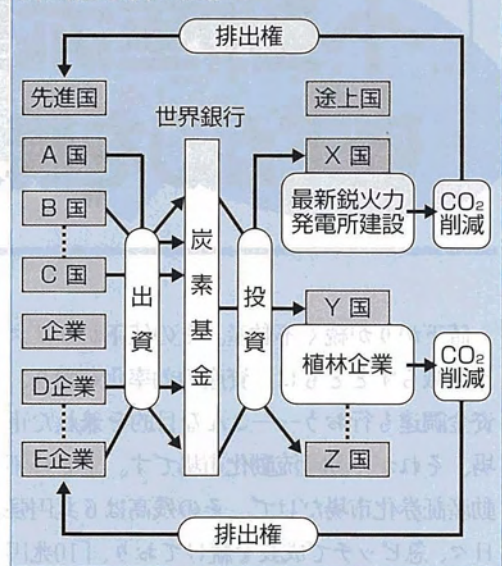 排出権
先進国
途上国
世界銀行
A国
X国
B国
最新鋭火力
発電所建設
CO₂
削減
C国
出資
炭素基金
投資
企業
Y国
植林企業
CO₂
削減
D企業
E企業
Z国
排出権